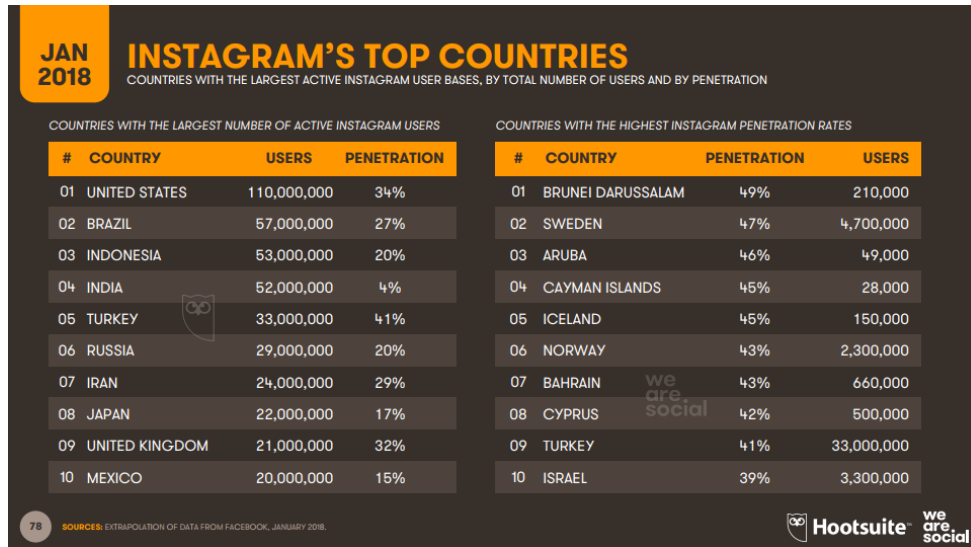 JAN
2018
INSTAGRAM'S TOP COUNTRIES
COUNTRIES WITH THE LARGEST ACTIVE INSTAGRAM USER BASES, BY TOTAL NUMBER OF USERS AND BY PENETRATION
COUNTRIES WITH THE LARGEST NUMBER OF ACTIVE INSTAGRAM USERS
# COUNTRY USERS PENETRATION
01 UNITED STATES 110,000,000 34%
02 BRAZIL 57,000,000 27%
03 INDONESIA 53,000,000 20%
04 INDIA 52,000,000 4%
05 TURKEY 33,000,000 41%
06 RUSSIA 29,000,000 20%
07 IRAN 24,000,000 29%
08 JAPAN 22,000,000 17%
09 UNITED KINGDOM 21,000,000 32%
10 MEXICO 20,000,000 15%
COUNTRIES WITH THE HIGHEST INSTAGRAM PENETRATION RATES
# COUNTRY PENETRATION USERS
01 BRUNEI DARUSSALAM 49% 210,000
02 SWEDEN 47% 4,700,000
03 ARUBA 46% 49,000
04 CAYMAN ISLANDS 45% 28,000
05 ICELAND 45% 150,000
06 NORWAY 43% 2,300,000
07 BAHRAIN 43% 660,000
08 CYPRUS 42% 500,000
09 TURKEY 41% 33,000,000
10 ISRAEL 39% 3,300,000
we
are
social
78 SOURCES: EXTRAPOLATION OF DATA FROM FACEBOOK, JANUARY 2018.
Hootsuite™
we
are
social